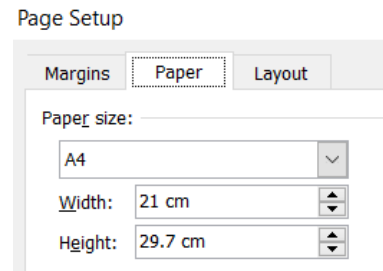 Page Setup
Margins Paper Layout
Paper size:
A4
Width: 21 cm
Height: 29.7 cm